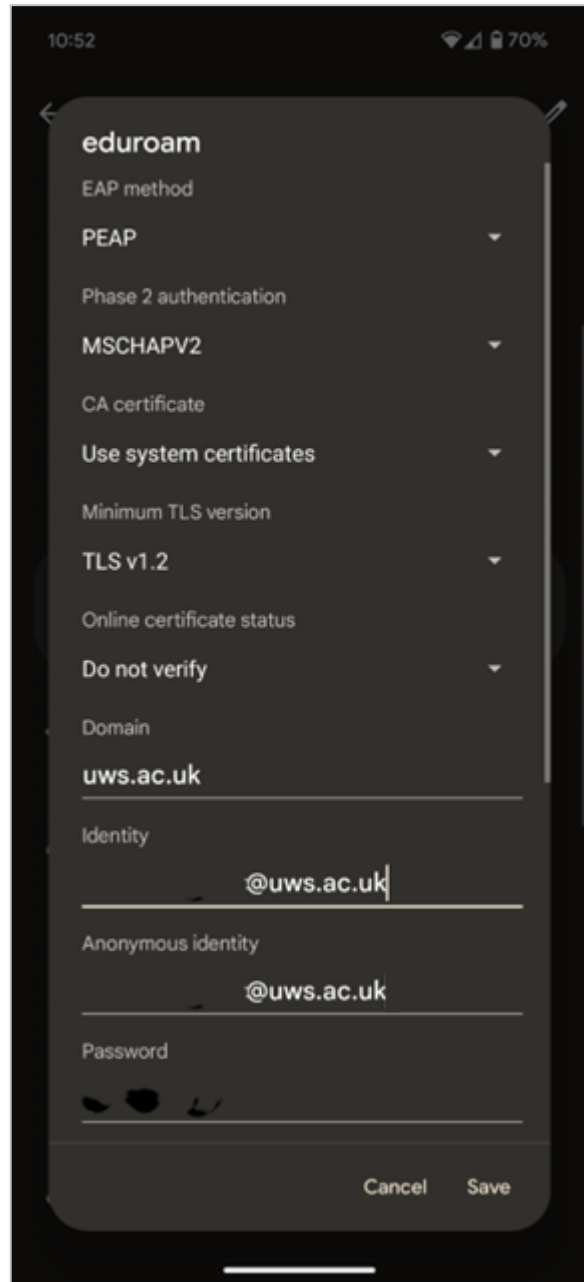 10:52
70%
eduroam
EAP method
PEAP
Phase 2 authentication
MSCHAPV2
CA certificate
Use system certificates
Minimum TLS version
TLS v1.2
Online certificate status
Do not verify
Domain
uws.ac.uk
Identity
@uws.ac.uk
Anonymous identity
@uws.ac.uk
Password
Cancel Save